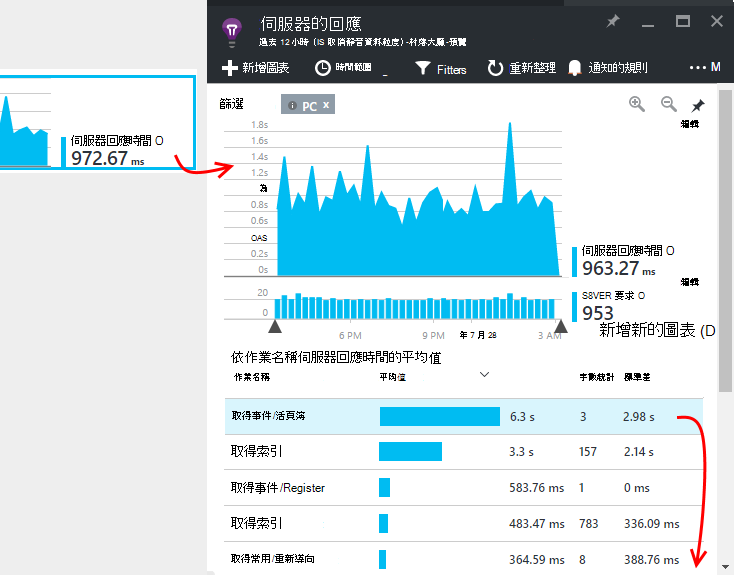 伺服器的回應
過去 12 小時 (IS 取消靜音資料粒度) -村落大廳-預覽
新增圖表
時間範圍
Fitters
重新整理
通知的規則
••• M
篩選
PC x
編輯
1.8s
1.6s
1.4s
1.2s
為
0.8s
0.6s
OAS
0.2s
0s
伺服器回應時間 O
972.67 ms
伺服器回應時間 O
963.27 ms
編輯
20
0
S8VER 要求 O
953
6 PM
9 PM
年 7 月 28
3 AM
新增新的圖表 (D
依作業名稱伺服器回應時間的平均值
作業名稱 平均值 字數統計 標準差
取得事件/活頁簿 6.3 s 3 2.98 s
取得索引 3.3 s 157 2.14 s
取得事件/Register 583.76 ms 1 0 ms
取得索引 483.47 ms 783 336.09 ms
取得常用/重新導向 364.59 ms 8 388.76 ms